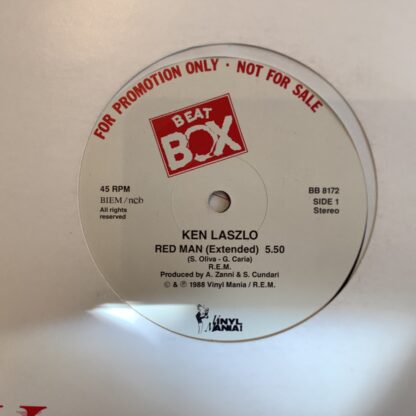 FOR PROMOTION ONLY · NOT FOR SALE
BEAT
BOX
45 RPM
BIEM/ncb
All rights
reserved
BB 8172
SIDE 1
Stereo
KEN LASZLO
RED MAN (Extended) 5.50
(S. Oliva - G. Caria)
R.E.M.
Produced by A. Zanni & S. Cundari
© & ℗ 1988 Vinyl Mania / R.E.M.
VINYL
MANIA